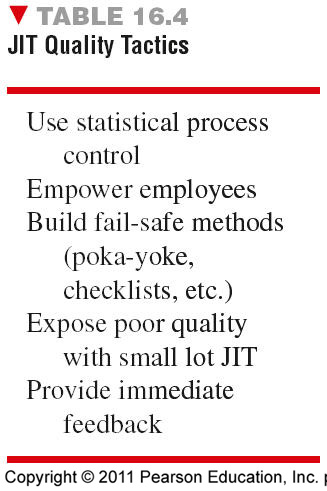 ▼ TABLE 16.4
JIT Quality Tactics
Use statistical process
control
Empower employees
Build fail-safe methods
(poka-yoke,
checklists, etc.)
Expose poor quality
with small lot JIT
Provide immediate
feedback
Copyright © 2011 Pearson Education, Inc. p